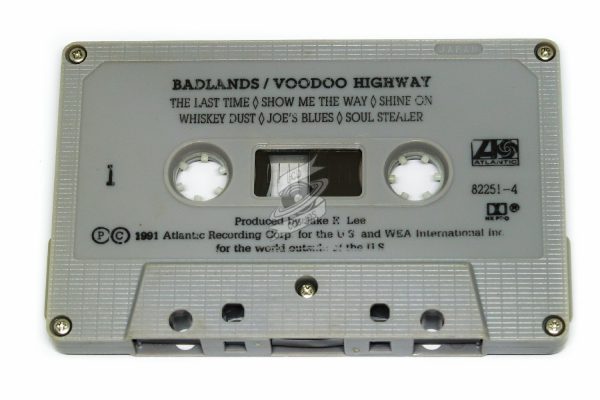 JAPAN
BADLANDS / VOODOO HIGHWAY
THE LAST TIME ◊ SHOW ME THE WAY ◊ SHINE ON
WHISKEY DUST ◊ JOE'S BLUES ◊ SOUL STEALER
1
ATLANTIC
82251-4
Produced by Jake E. Lee
Ⓟ Ⓒ 1991 Atlantic Recording Corp. for the U.S. and WEA International Inc.
for the world outside of the U.S.